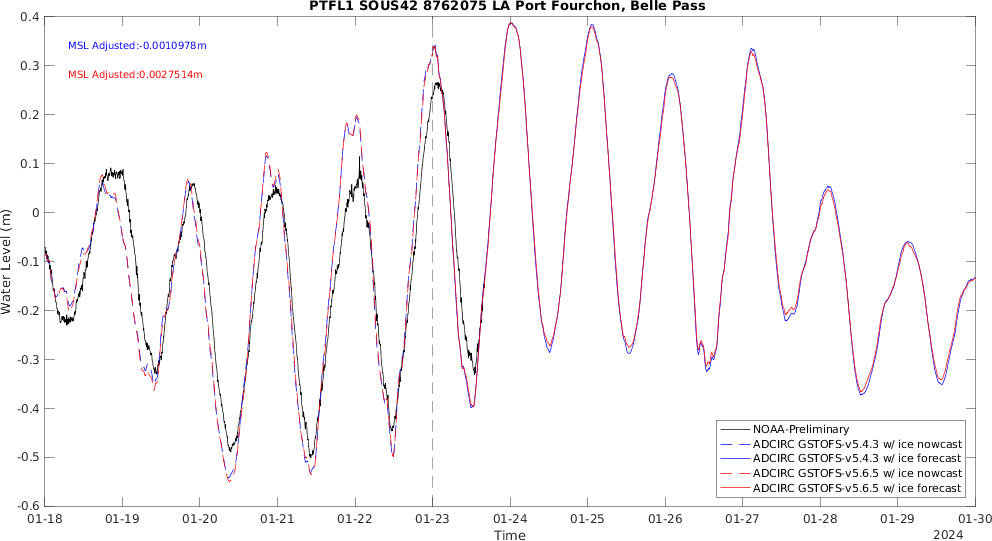 PTFL1 SOUS42 8762075 LA Port Fourchon, Belle Pass
MSL Adjusted:-0.0010978m
MSL Adjusted:0.0027514m
0.4
0.3
0.2
0.1
0
-0.1
-0.2
-0.3
-0.4
-0.5
-0.6
Water Level (m)
NOAA-Preliminary
ADCIRC GSTOFS-v5.4.3 w/ ice nowcast
ADCIRC GSTOFS-v5.4.3 w/ ice forecast
ADCIRC GSTOFS-v5.6.5 w/ ice nowcast
ADCIRC GSTOFS-v5.6.5 w/ ice forecast
01-18 01-19 01-20 01-21 01-22 01-23 01-24 01-25 01-26 01-27 01-28 01-29 01-30
Time
2024